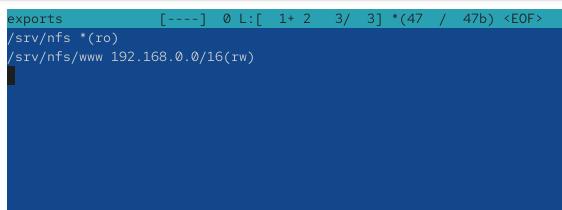 exports [----] 0 L:[ 1+ 2 3/ 3] *(47 / 47b) <EOF>
/srv/nfs *(ro)
/srv/nfs/www 192.168.0.0/16(rw)